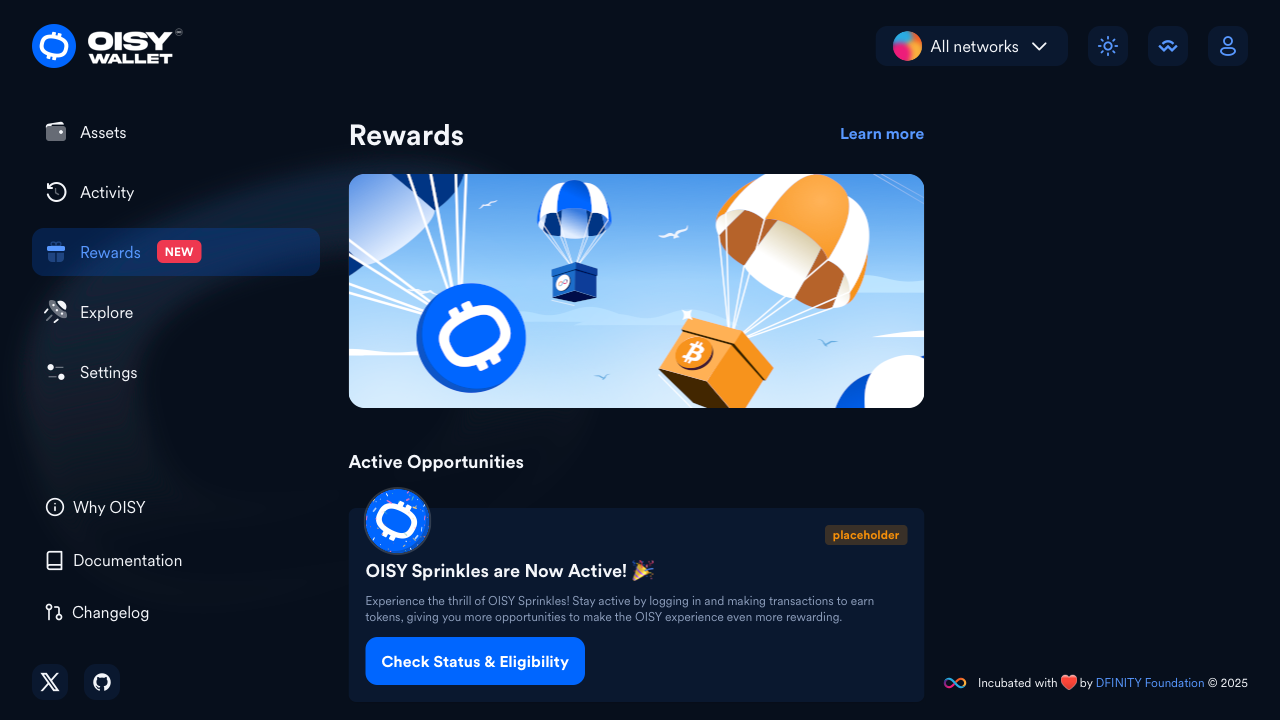 OISY
WALLET
All networks
Assets
Activity
Rewards NEW
Explore
Settings
Why OISY
Documentation
Changelog
Rewards
Learn more
Active Opportunities
placeholder
OISY Sprinkles are Now Active! 🎉
Experience the thrill of OISY Sprinkles! Stay active by logging in and making transactions to earn
tokens, giving you more opportunities to make the OISY experience even more rewarding.
Check Status & Eligibility
Incubated with ❤️ by DFINITY Foundation © 2025